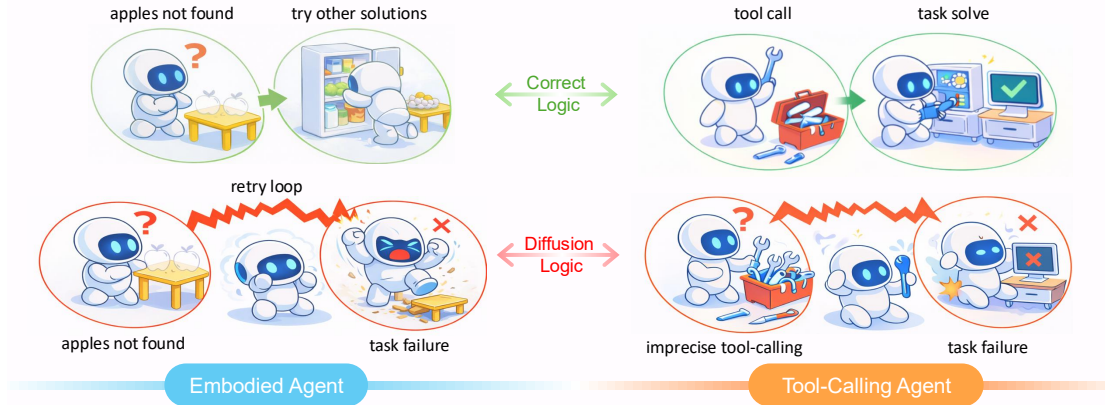 apples not found
try other solutions
tool call
task solve
?
Correct
Logic
retry loop
?
Diffusion
Logic
?
apples not found
task failure
imprecise tool-calling
task failure
Embodied Agent
Tool-Calling Agent